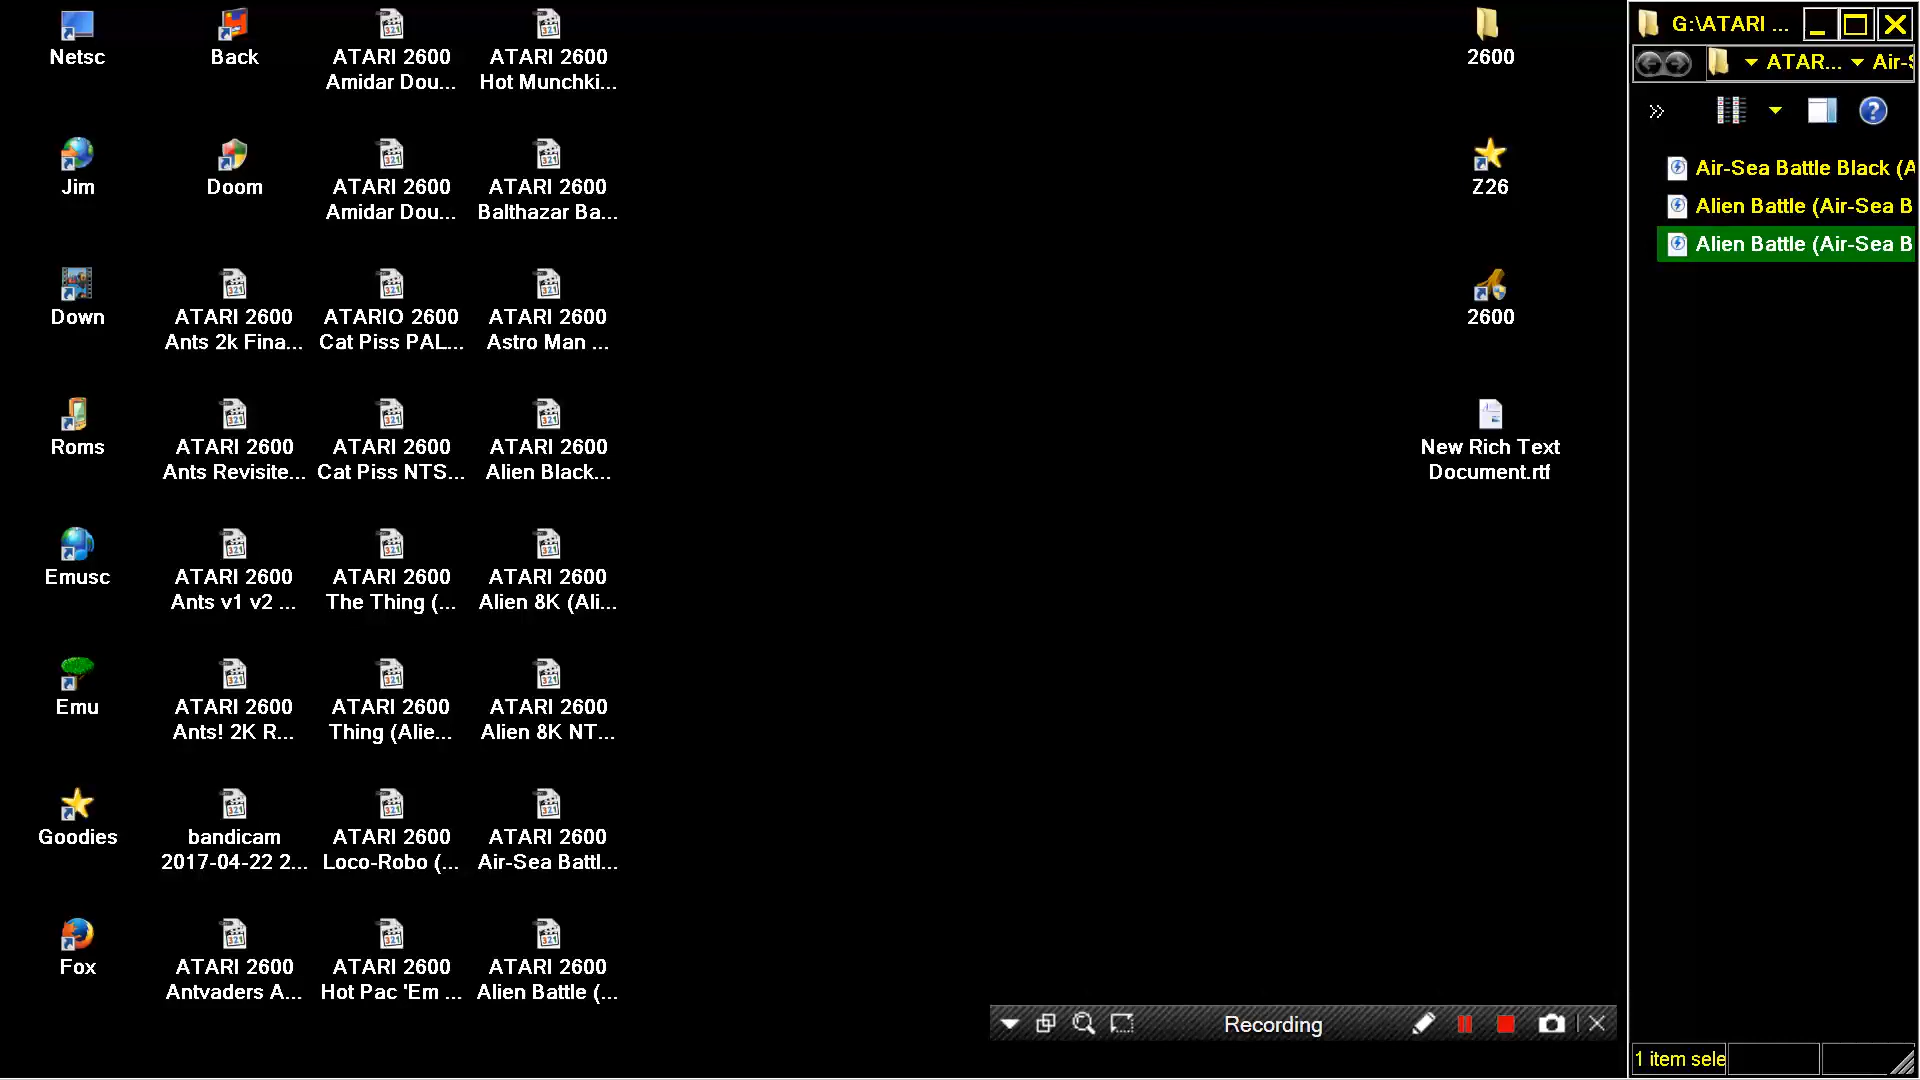 Netsc
Jim
Down
Roms
Emusc
Emu
Goodies
Fox
Back
Doom
ATARI 2600
Ants 2k Fina...
ATARI 2600
Ants Revisite...
ATARI 2600
Ants v1 v2 ...
ATARI 2600
Ants! 2K R...
bandicam
2017-04-22 2...
ATARI 2600
Antvaders A...
ATARI 2600
Amidar Dou...
ATARI 2600
Amidar Dou...
ATARIO 2600
Cat Piss PAL...
ATARI 2600
Cat Piss NTS...
ATARI 2600
The Thing (...
ATARI 2600
Thing (Alie...
ATARI 2600
Loco-Robo (...
ATARI 2600
Hot Pac 'Em ...
ATARI 2600
Hot Munchki...
ATARI 2600
Balthazar Ba...
ATARI 2600
Astro Man ...
ATARI 2600
Alien Black...
ATARI 2600
Alien 8K (Ali...
ATARI 2600
Alien 8K NT...
ATARI 2600
Air-Sea Battl...
ATARI 2600
Alien Battle (...
2600
Z26
2600
New Rich Text
Document.rtf
Recording
G:\ATARI ...
ATAR... Air-S
Air-Sea Battle Black (A
Alien Battle (Air-Sea B
Alien Battle (Air-Sea B
1 item sele